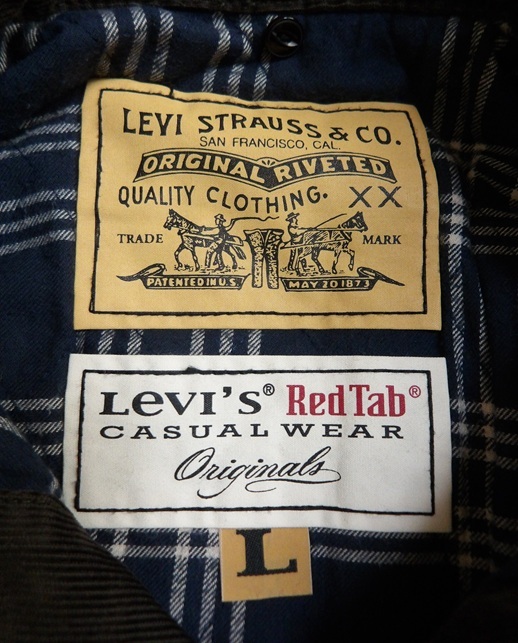 LEVI STRAUSS & CO.
SAN FRANCISCO, CAL.
ORIGINAL RIVETED
QUALITY CLOTHING. XX
TRADE MARK
PATENTED IN U.S MAY 20 1873
LEVI'S® RedTab®
CASUAL WEAR
Originals
L